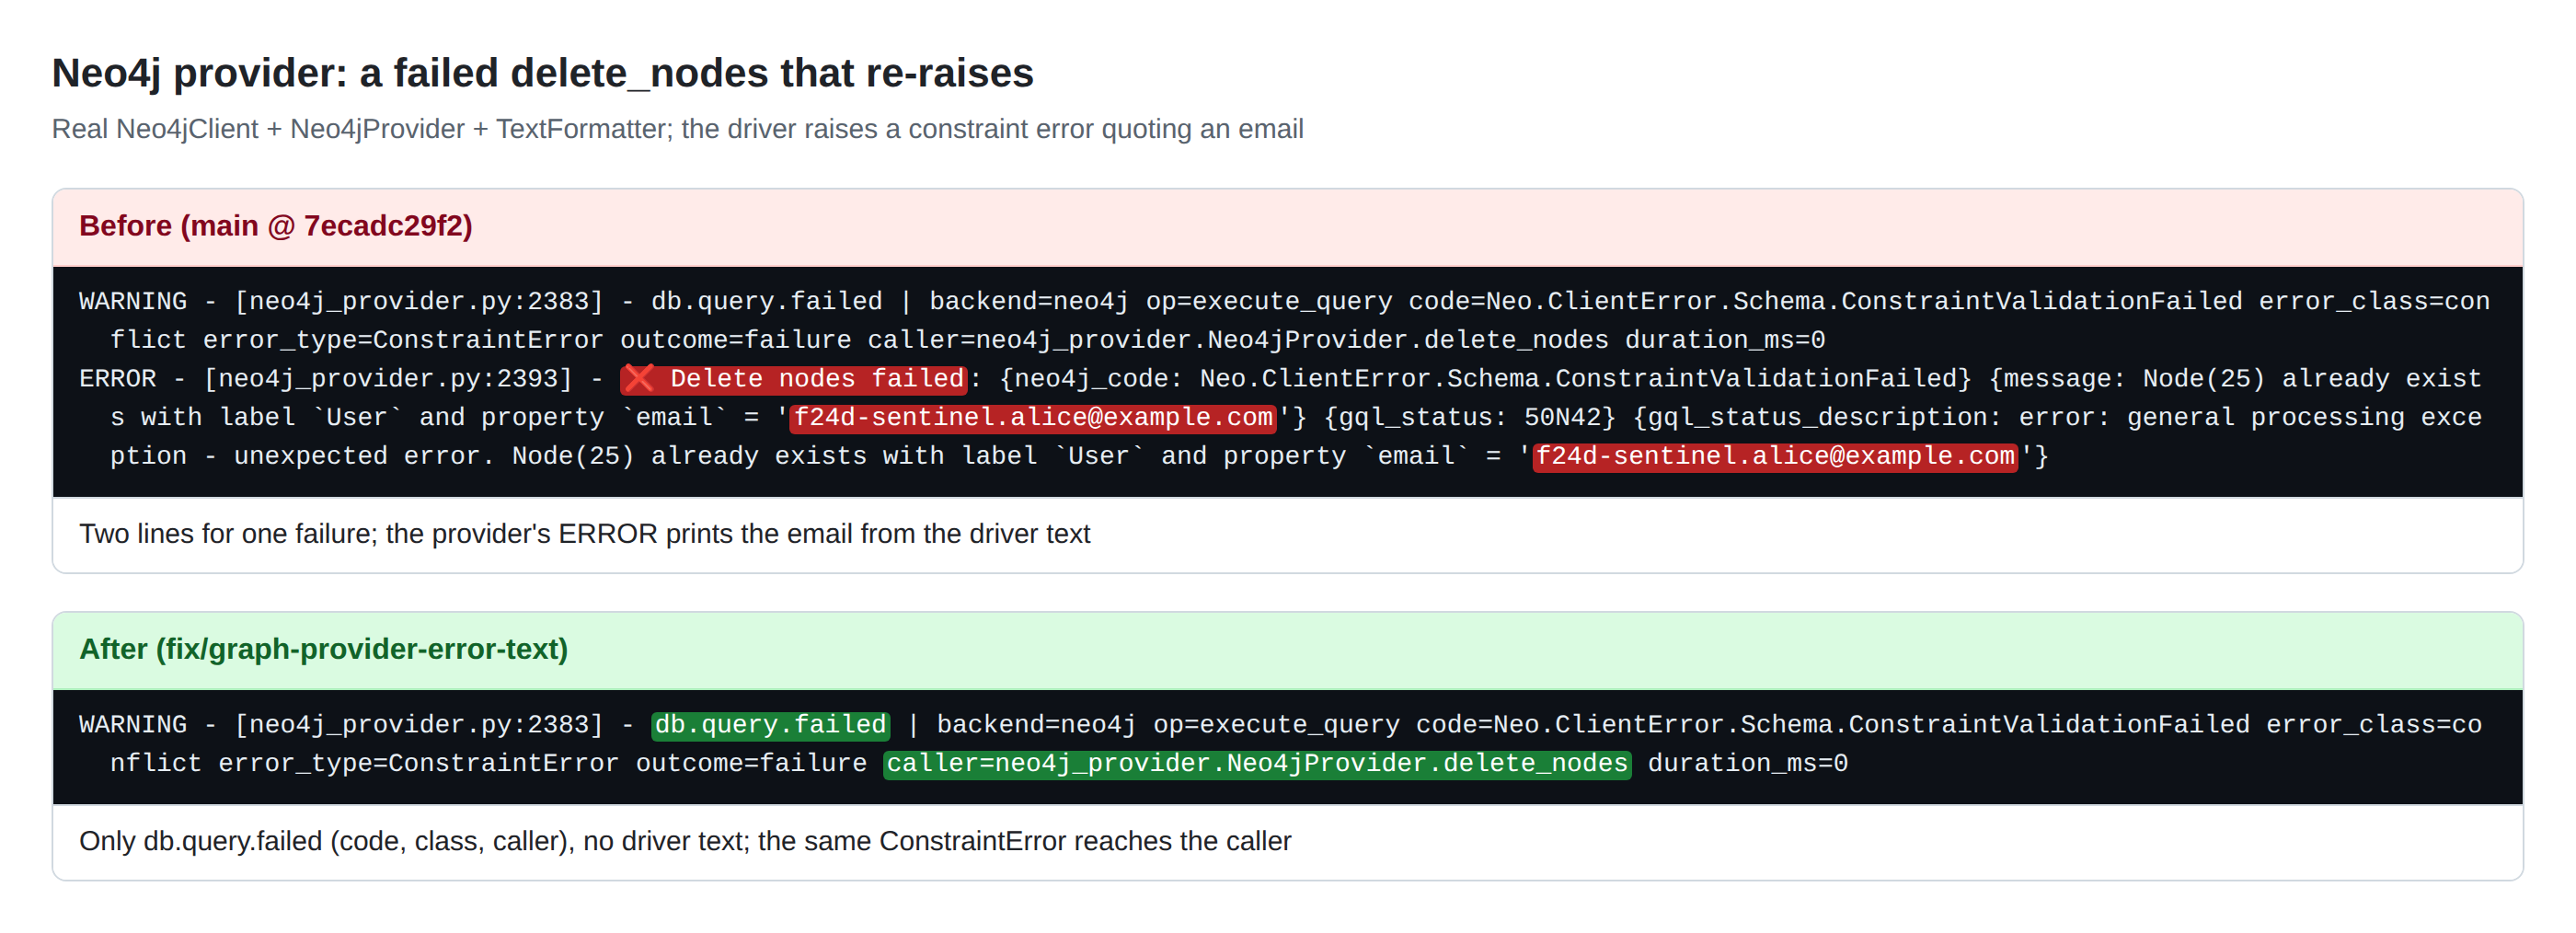 Neo4j provider: a failed delete_nodes that re-raises
Real Neo4jClient + Neo4jProvider + TextFormatter; the driver raises a constraint error quoting an email
Before (main @ 7ecadc29f2)
WARNING - [neo4j_provider.py:2383] - db.query.failed | backend=neo4j op=execute_query code=Neo.ClientError.Schema.ConstraintValidationFailed error_class=con
flict error_type=ConstraintError outcome=failure caller=neo4j_provider.Neo4jProvider.delete_nodes duration_ms=0
ERROR - [neo4j_provider.py:2393] - ❌ Delete nodes failed: {neo4j_code: Neo.ClientError.Schema.ConstraintValidationFailed} {message: Node(25) already exist
s with label `User` and property `email` = 'f24d-sentinel.alice@example.com'} {gql_status: 50N42} {gql_status_description: error: general processing exce
ption - unexpected error. Node(25) already exists with label `User` and property `email` = 'f24d-sentinel.alice@example.com'}
Two lines for one failure; the provider's ERROR prints the email from the driver text
After (fix/graph-provider-error-text)
WARNING - [neo4j_provider.py:2383] - db.query.failed | backend=neo4j op=execute_query code=Neo.ClientError.Schema.ConstraintValidationFailed error_class=co
nflict error_type=ConstraintError outcome=failure caller=neo4j_provider.Neo4jProvider.delete_nodes duration_ms=0
Only db.query.failed (code, class, caller), no driver text; the same ConstraintError reaches the caller